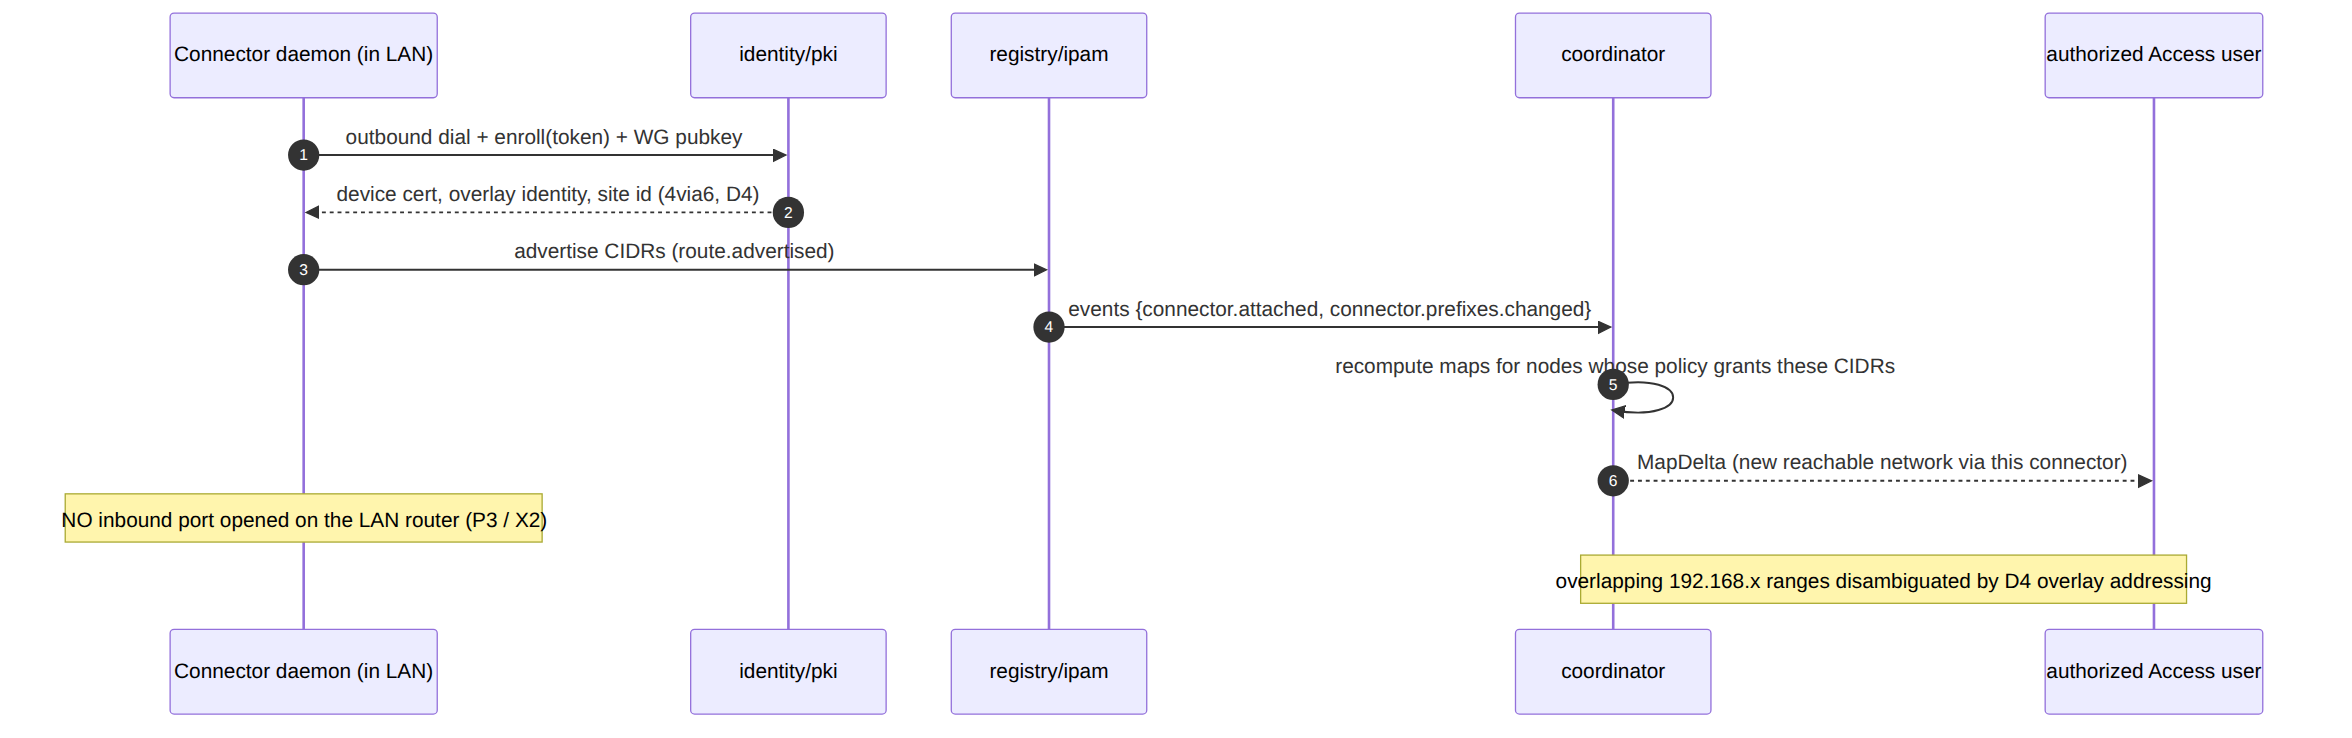 Connector daemon (in LAN)
identity/pki
registry/ipam
coordinator
authorized Access user
outbound dial + enroll(token) + WG pubkey
1
device cert, overlay identity, site id (4via6, D4)
2
advertise CIDRs (route.advertised)
3
events {connector.attached, connector.prefixes.changed}
4
recompute maps for nodes whose policy grants these CIDRs
5
MapDelta (new reachable network via this connector)
6
NO inbound port opened on the LAN router (P3 / X2)
overlapping 192.168.x ranges disambiguated by D4 overlay addressing
Connector daemon (in LAN)
identity/pki
registry/ipam
coordinator
authorized Access user